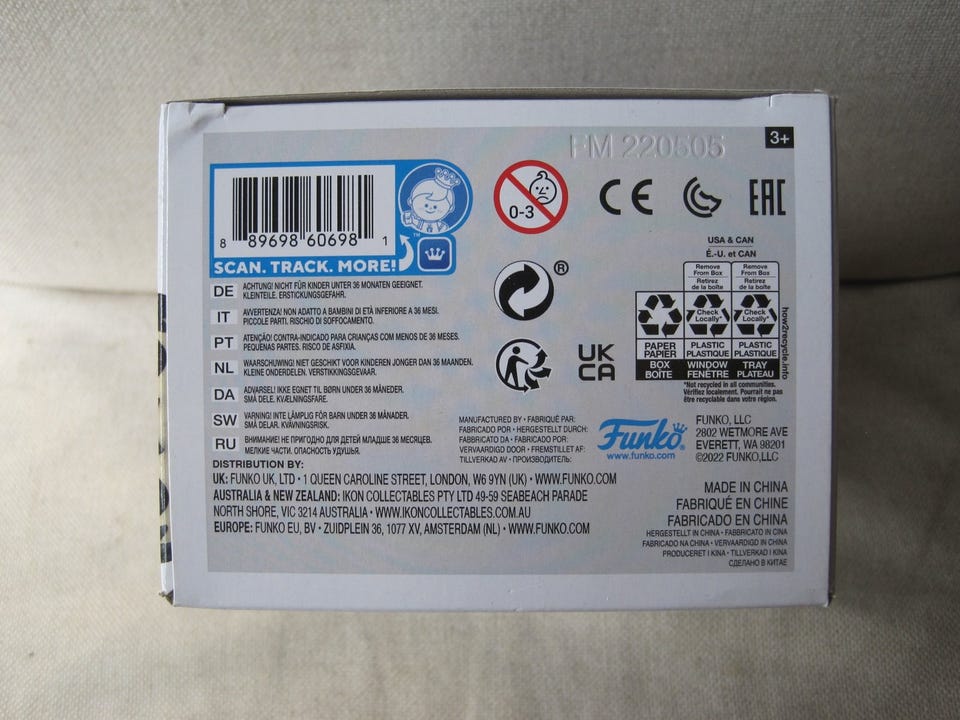 FM 220505
3+
8 89698 60698 1
™
SCAN. TRACK. MORE!
0-3
CE
EAC
®
DE ACHTUNG! NICHT FÜR KINDER UNTER 36 MONATEN GEEIGNET.
KLEINTEILE. ERSTICKUNGSGEFAHR.
IT AVVERTENZA! NON ADATTO A BAMBINI DI ETÀ INFERIORE A 36 MESI.
PICCOLE PARTI. RISCHIO DI SOFFOCAMENTO.
PT ATENÇÃO! CONTRA-INDICADO PARA CRIANÇAS COM MENOS DE 36 MESES.
PEQUENAS PARTES. RISCO DE ASFIXIA.
NL WAARSCHUWING! NIET GESCHIKT VOOR KINDEREN JONGER DAN 36 MAANDEN.
KLEINE ONDERDELEN. VERSTIKKINGSGEVAAR.
DA ADVARSEL! IKKE EGNET TIL BØRN UNDER 36 MÅNEDER.
SMÅ DELE. KVÆLNINGSFARE.
SW VARNING! INTE LÄMPLIG FÖR BARN UNDER 36 MÅNADER.
SMÅ DELAR. KVÄVNINGSRISK.
RU ВНИМАНИЕ! НЕ ПРИГОДНО ДЛЯ ДЕТЕЙ МЛАДШЕ 36 МЕСЯЦЕВ.
МЕЛКИЕ ЧАСТИ. ОПАСНОСТЬ УДУШЬЯ.
UK
CA
USA & CAN
É.-U. et CAN
Remove
From Box
Retirez
de la boîte
Remove
From Box
Retirez
de la boîte
Check
Locally*
Check
Locally*
PAPER
PAPIER
PLASTIC
PLASTIQUE
PLASTIC
PLASTIQUE
BOX
BOÎTE
WINDOW
FENÊTRE
TRAY
PLATEAU
how2recycle.info
*Not recycled in all communities.
Vérifiez localement. Pourrait ne pas
être recyclable dans votre région.
MANUFACTURED BY • FABRIQUÉ PAR:
FABRICADO POR • HERGESTELLT DURCH:
FABBRICATO DA • FABRICADO POR:
VERVAARDIGD DOOR • FREMSTILLET AF:
TILLVERKAD AV • ПРОИЗВОДИТЕЛЬ:
Funko
www.funko.com
FUNKO, LLC
2802 WETMORE AVE
EVERETT, WA 98201
©2022 FUNKO,LLC
DISTRIBUTION BY:
UK: FUNKO UK, LTD • 1 QUEEN CAROLINE STREET, LONDON, W6 9YN (UK) • WWW.FUNKO.COM
AUSTRALIA & NEW ZEALAND: IKON COLLECTABLES PTY LTD 49-59 SEABEACH PARADE
NORTH SHORE, VIC 3214 AUSTRALIA • WWW.IKONCOLLECTABLES.COM.AU
EUROPE: FUNKO EU, BV • ZUIDPLEIN 36, 1077 XV, AMSTERDAM (NL) • WWW.FUNKO.COM
MADE IN CHINA
FABRIQUÉ EN CHINE
FABRICADO EN CHINA
HERGESTELLT IN CHINA • FABBRICATO IN CINA
FABRICADO NA CHINA • VERVAARDIGD IN CHINA
PRODUCERET I KINA • TILLVERKAD I KINA
СДЕЛАНО В КИТАЕ